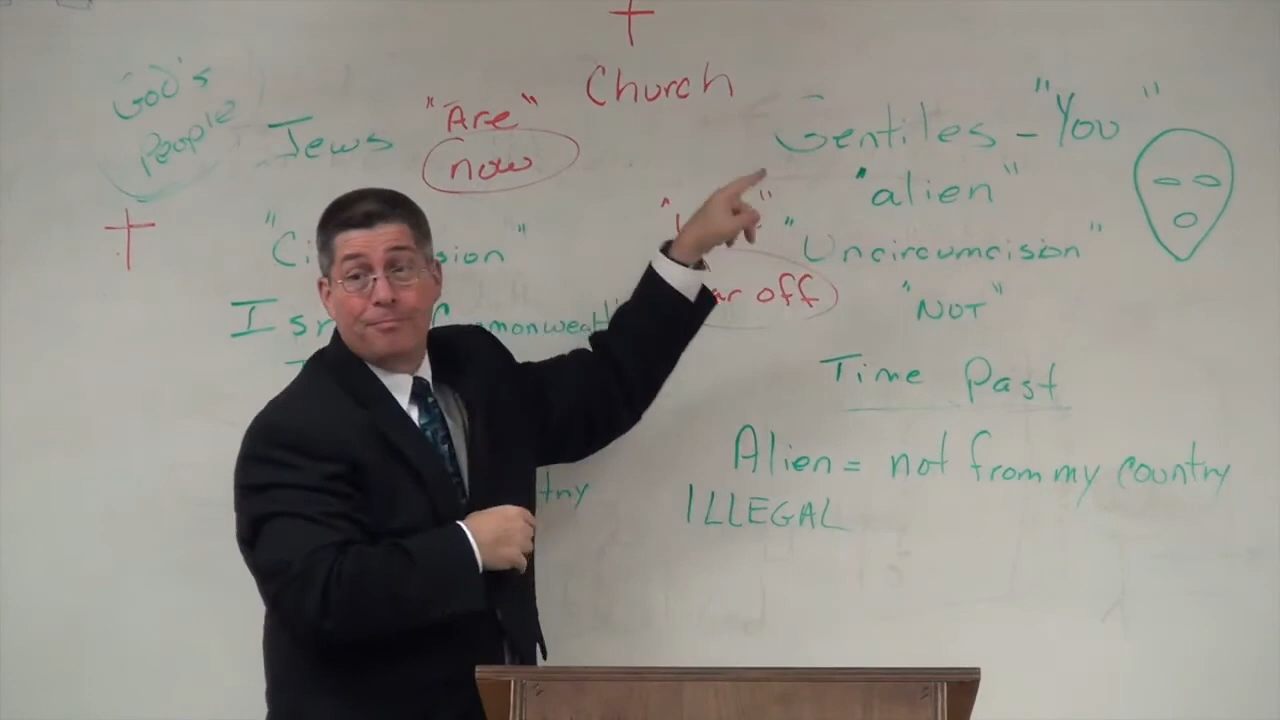 Church
God's
People
Jews
"Are"
now
Gentiles - "You"
"alien"
"Uncircumcision"
off
"NOT"
Time Past
Alien = not from my country
ILLEGAL